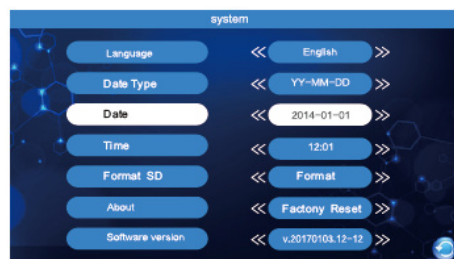 system
Language << English >>
Date Type << YY-MM-DD >>
Date << 2014-01-01 >>
Time << 12:01 >>
Format SD << Format >>
About << Factony Reset >>
Software version << v.20170103.12-12 >>